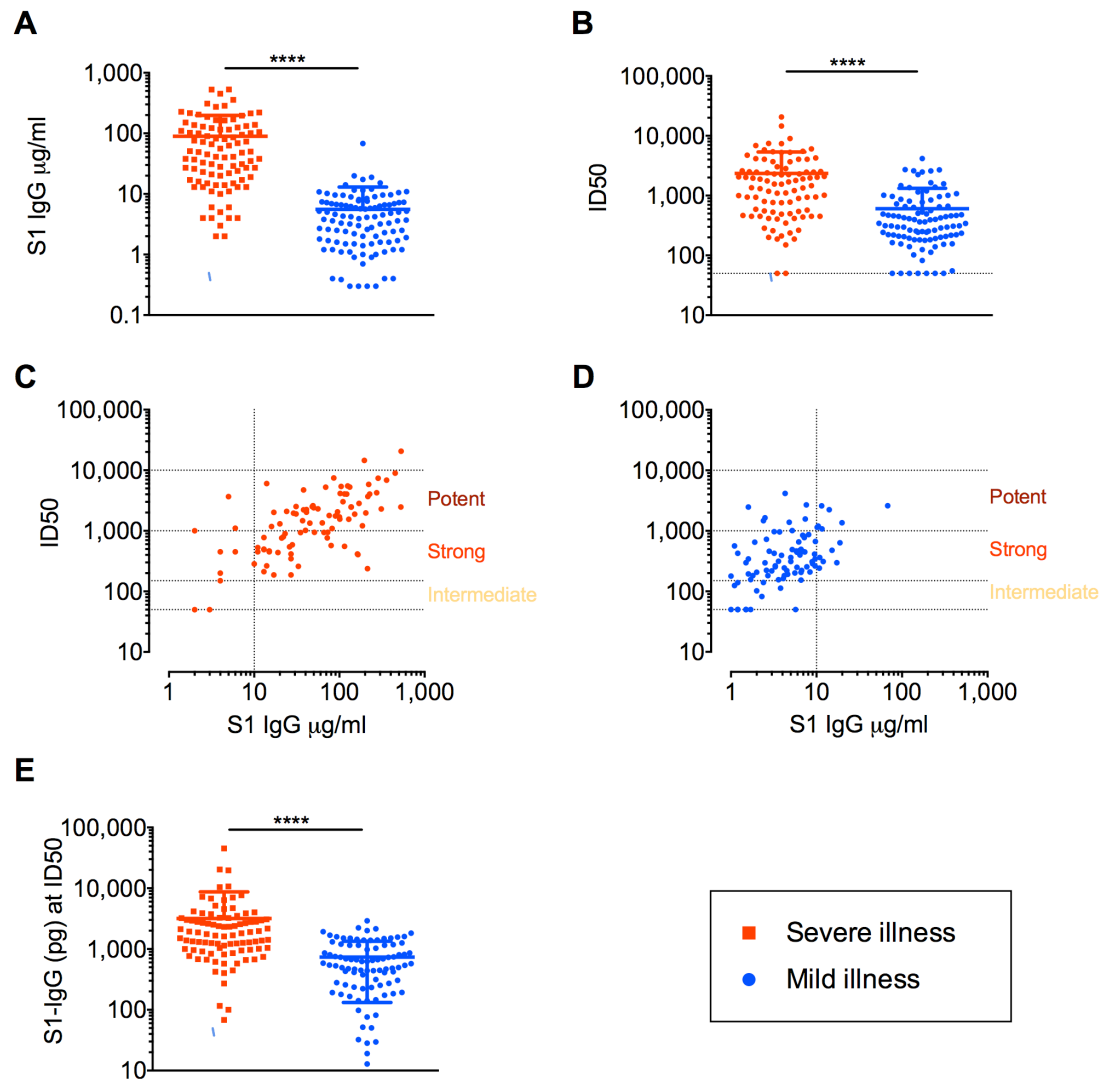 A
S1 IgG μg/ml
1,000
100
10
1
0.1
****
B
ID50
100,000
10,000
1,000
100
10
****
C
ID50
100,000
10,000
1,000
100
10
Potent
Strong
Intermediate
1 10 100 1,000
S1 IgG μg/ml
D
100,000
10,000
1,000
100
10
Potent
Strong
Intermediate
1 10 100 1,000
S1 IgG μg/ml
E
S1-IgG (pg) at ID50
100,000
10,000
1,000
100
10
****
Severe illness
Mild illness